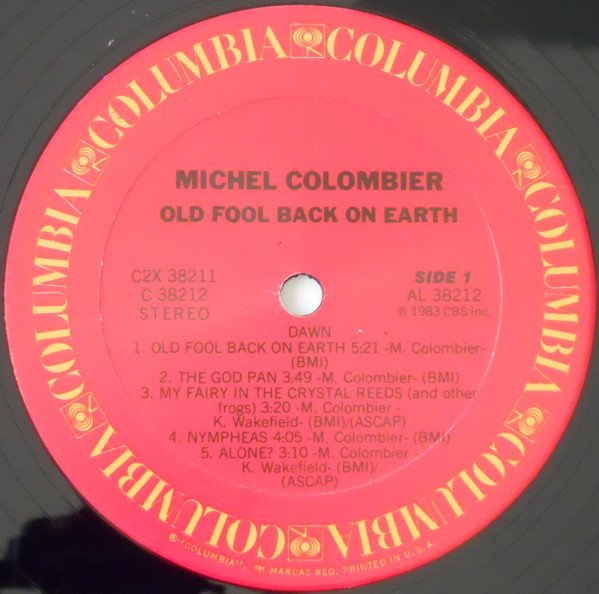 COLUMBIA COLUMBIA COLUMBIA COLUMBIA COLUMBIA COLUMBIA
MICHEL COLOMBIER
OLD FOOL BACK ON EARTH
C2X 38211
C 38212
STEREO
SIDE 1
AL 38212
℗ 1983 CBS Inc.
DAWN
1. OLD FOOL BACK ON EARTH 5:21 -M. Colombier-
(BMI)
2. THE GOD PAN 3:49 -M. Colombier- (BMI)
3. MY FAIRY IN THE CRYSTAL REEDS (and other
frogs) 3:20 -M. Colombier -
K. Wakefield- (BMI)/(ASCAP)
4. NYMPHEAS 4:05 -M. Colombier- (BMI)
5. ALONE? 3:10 -M. Colombier -
K. Wakefield- (BMI)/
(ASCAP)
®"COLUMBIA", MARCAS REG. PRINTED IN U.S.A.